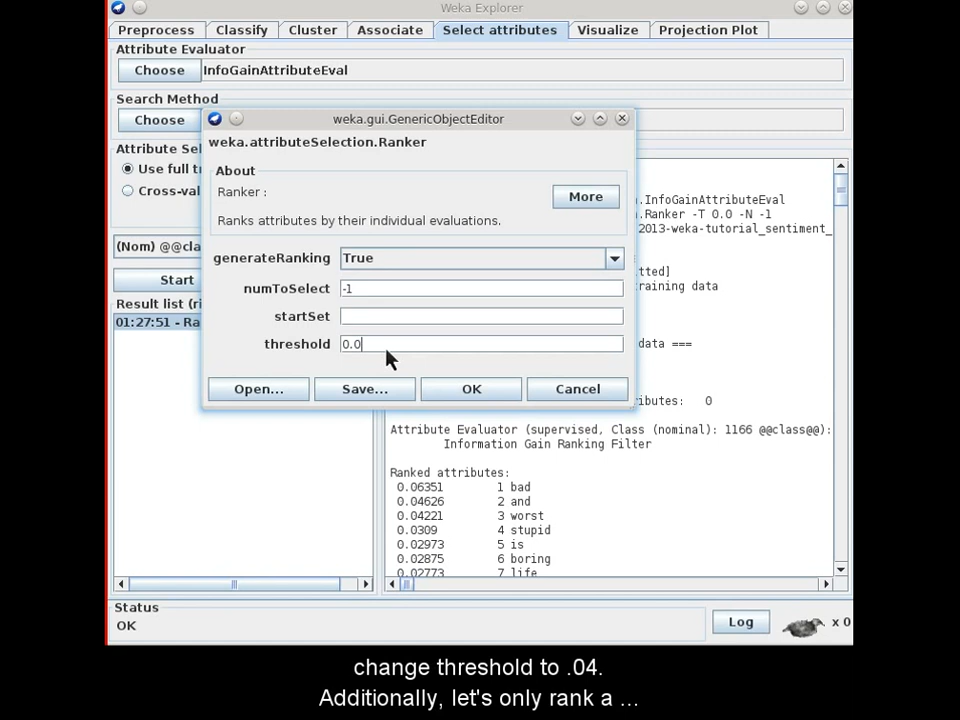 Weka Explorer
Preprocess Classify Cluster Associate Select attributes Visualize Projection Plot
Attribute Evaluator
Choose InfoGainAttributeEval
Search Method
Choose
weka.gui.GenericObjectEditor
weka.attributeSelection.Ranker
About
Ranker :
More
Ranks attributes by their individual evaluations.
generateRanking True
numToSelect -1
startSet
threshold 0.0
Open... Save... OK Cancel
Attribute Sel
Use full tr
Cross-val
(Nom) @@cla
Start
Result list (ri
01:27:51 - Ra
.InfoGainAttributeEval
.Ranker -T 0.0 -N -1
2013-weka-tutorial_sentiment_
tted]
raining data
data ===
ibutes: 0
Attribute Evaluator (supervised, Class (nominal): 1166 @@class@@):
Information Gain Ranking Filter
Ranked attributes:
0.06351 1 bad
0.04626 2 and
0.04221 3 worst
0.0309 4 stupid
0.02973 5 is
0.02875 6 boring
0.02773 7 life
Status
OK
Log
x 0
change threshold to .04.
Additionally, let's only rank a ...